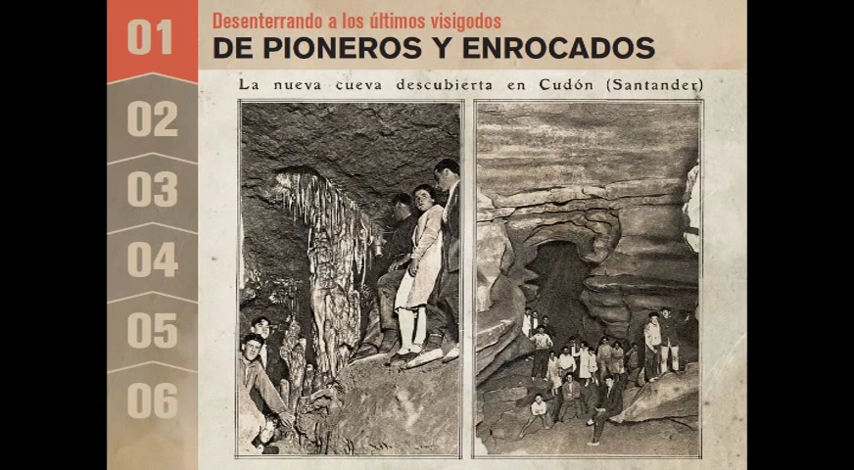 01
Desenterrando a los últimos visigodos
DE PIONEROS Y ENROCADOS
La nueva cueva descubierta en Cudón (Santander)
02
03
04
05
06